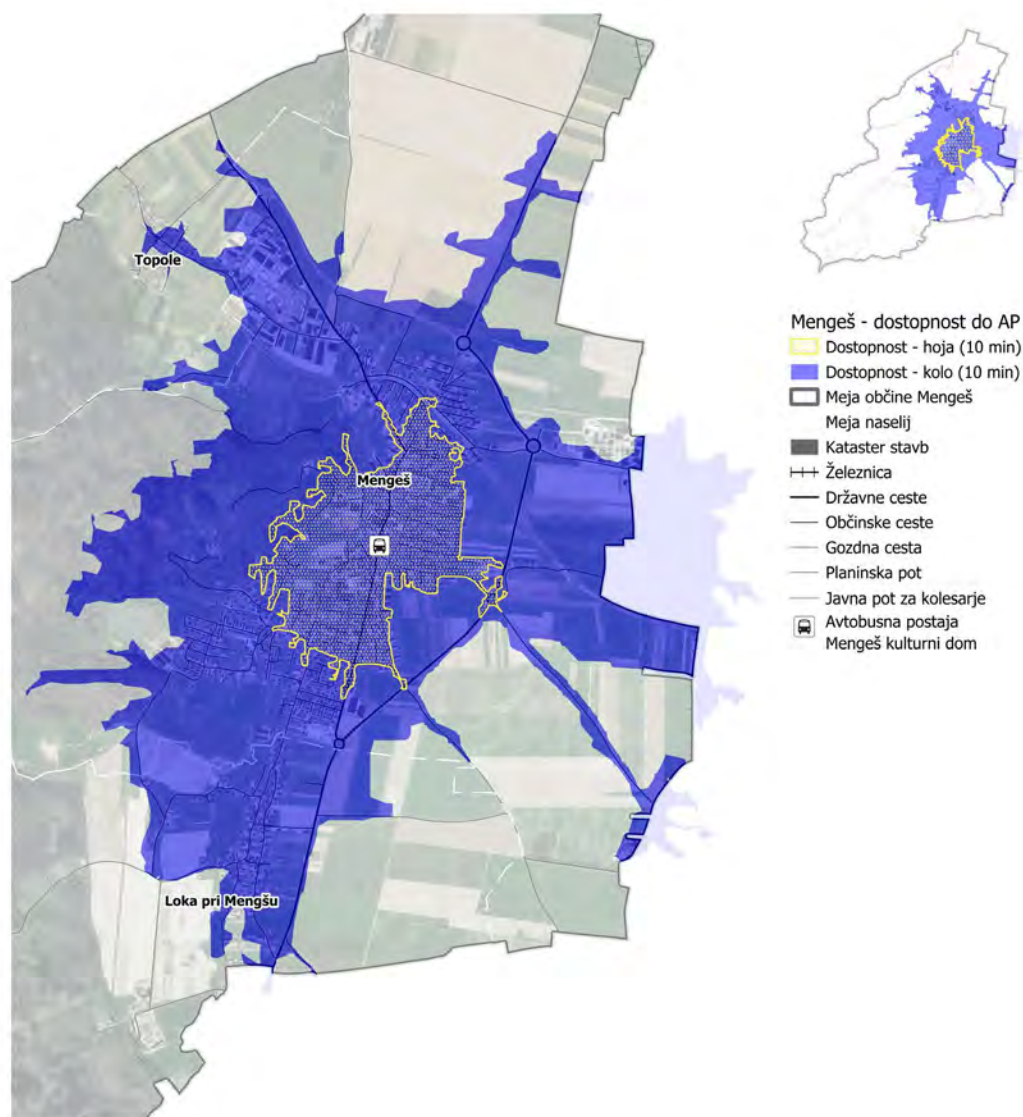 Topole
Mengeš
Loka pri Mengšu
Mengeš - dostopnost do AP
Dostopnost - hoja (10 min)
Dostopnost - kolo (10 min)
Meja občine Mengeš
Meja naselij
Kataster stavb
Železnica
Državne ceste
Občinske ceste
Gozdna cesta
Planinska pot
Javna pot za kolesarje
Avtobusna postaja
Mengeš kulturni dom